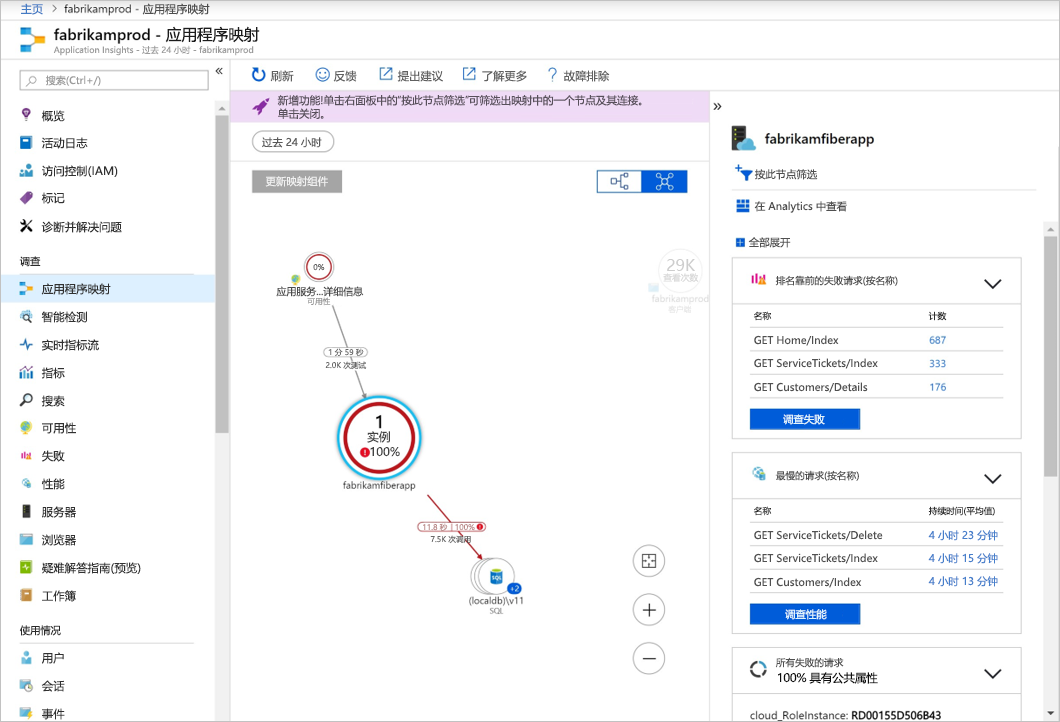 主页 > fabrikamprod - 应用程序映射
fabrikamprod - 应用程序映射
Application Insights - 过去 24 小时 - fabrikamprod
搜索(Ctrl+/)
概览
活动日志
访问控制(IAM)
标记
诊断并解决问题
调查
应用程序映射
智能检测
实时指标流
指标
搜索
可用性
失败
性能
服务器
浏览器
疑难解答指南(预览)
工作簿
使用情况
用户
会话
事件
刷新 反馈 提出建议 了解更多 故障排除
新增功能!单击右面板中的"按此节点筛选"可筛选出映射中的一个节点及其连接。
单击关闭。
过去 24 小时
更新映射组件
0%
应用服务...详细信息
可用性
29K
查看次数
fabrikamprod
客户端
1 分 59 秒
2.0K 次测试
1
实例
100%
fabrikamfiberapp
11.8 秒 | 100%
7.5K 次调用
SQL
+2
(localdb)\v11
SQL
fabrikamfiberapp
按此节点筛选
在 Analytics 中查看
全部展开
排名靠前的失败请求(按名称)
名称 计数
GET Home/Index 687
GET ServiceTickets/Index 333
GET Customers/Details 176
调查失败
最慢的请求(按名称)
名称 持续时间(平均值)
GET ServiceTickets/Delete 4 小时 23 分钟
GET ServiceTickets/Index 4 小时 15 分钟
GET Customers/Index 4 小时 13 分钟
调查性能
所有失败的请求
100% 具有公共属性
cloud_RoleInstance: RD00155D506B43